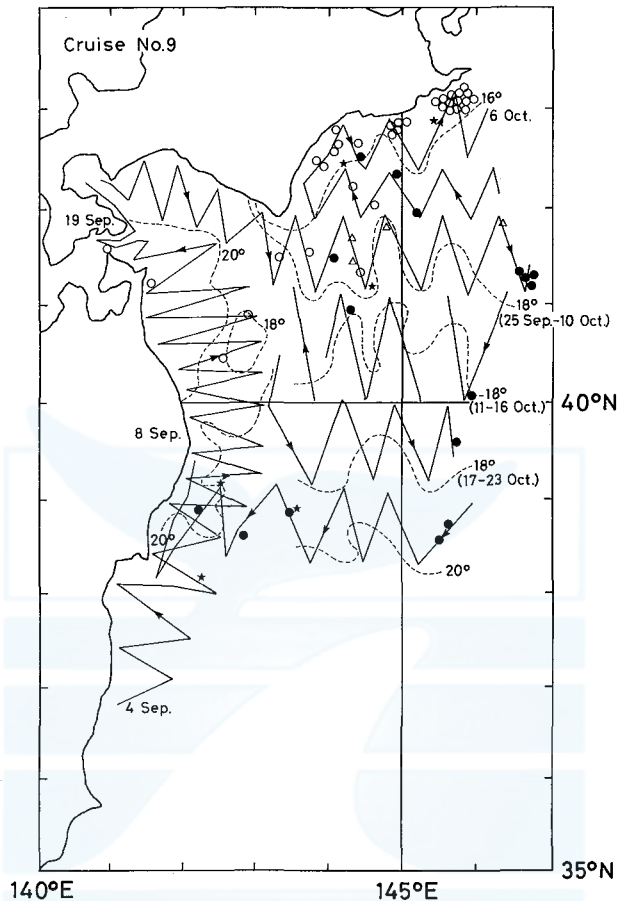 Cruise No.9
16°
6 Oct.
19 Sep.
20°
18°
18°
(25 Sep.-10 Oct.)
-18°
(11-16 Oct.)
40°N
8 Sep.
18°
(17-23 Oct.)
20°
20°
4 Sep.
35°N
140°E
145°E